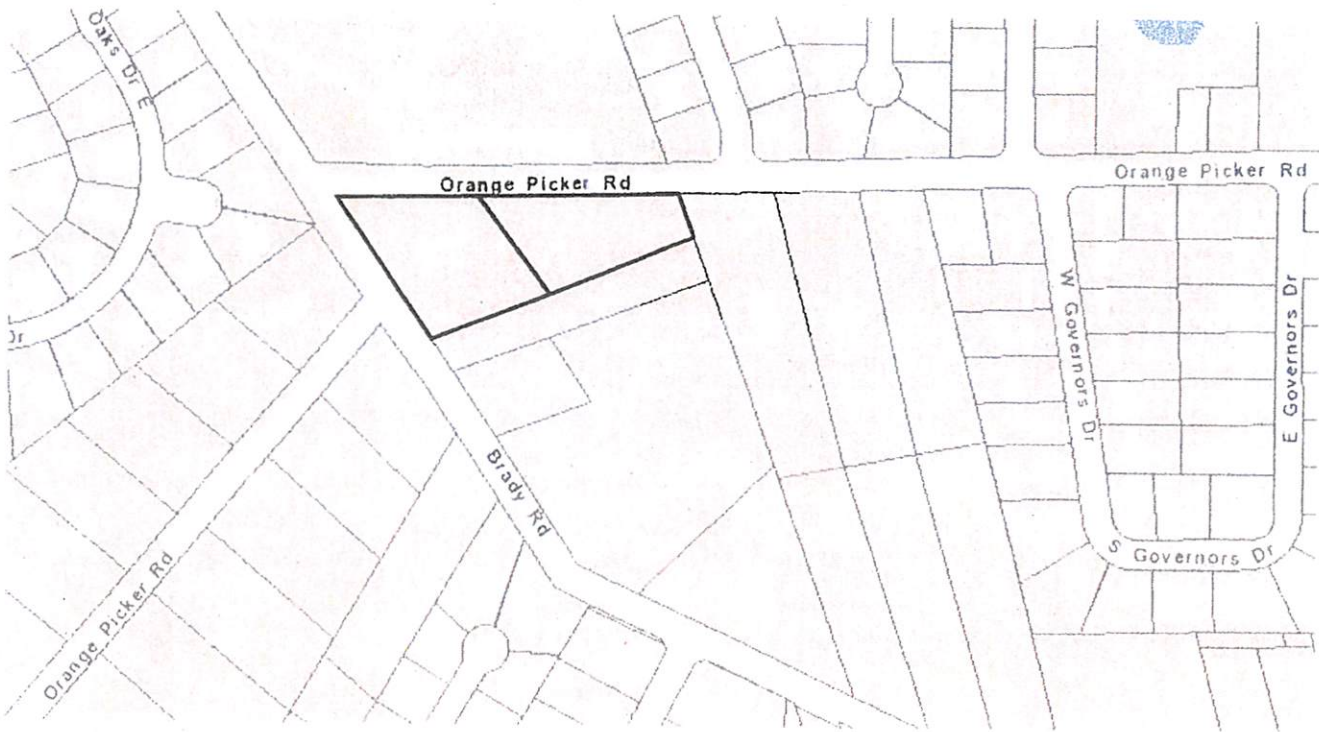 Oaks Dr E
Orange Picker Rd
Orange Picker Rd
W Governors Dr
E Governors Dr
Dr
Brady Rd
S Governors Dr
Orange Picker Rd